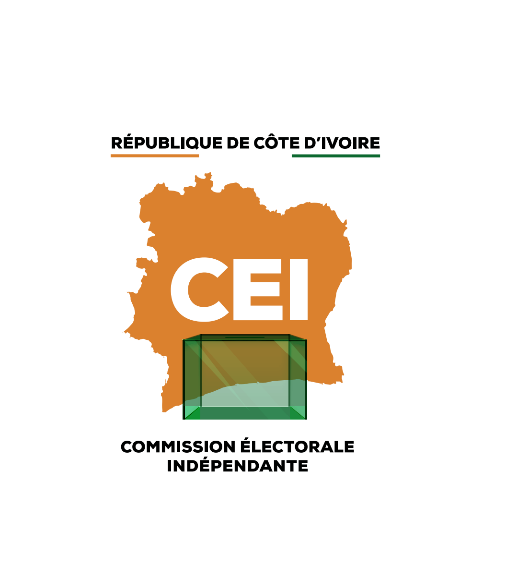 RÉPUBLIQUE DE CÔTE D’IVOIRE
CEI
COMMISSION ÉLECTORALE
INDÉPENDANTE